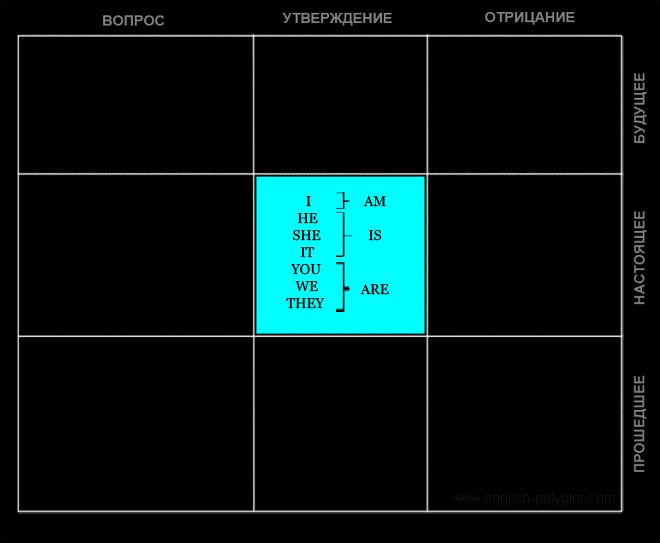 ВОПРОС УТВЕРЖДЕНИЕ ОТРИЦАНИЕ
БУДУЩЕЕ
I AM
HE
SHE IS
IT
YOU
WE ARE
THEY
НАСТОЯЩЕЕ
ПРОШЕДШЕЕ
www.english-polyglot.com